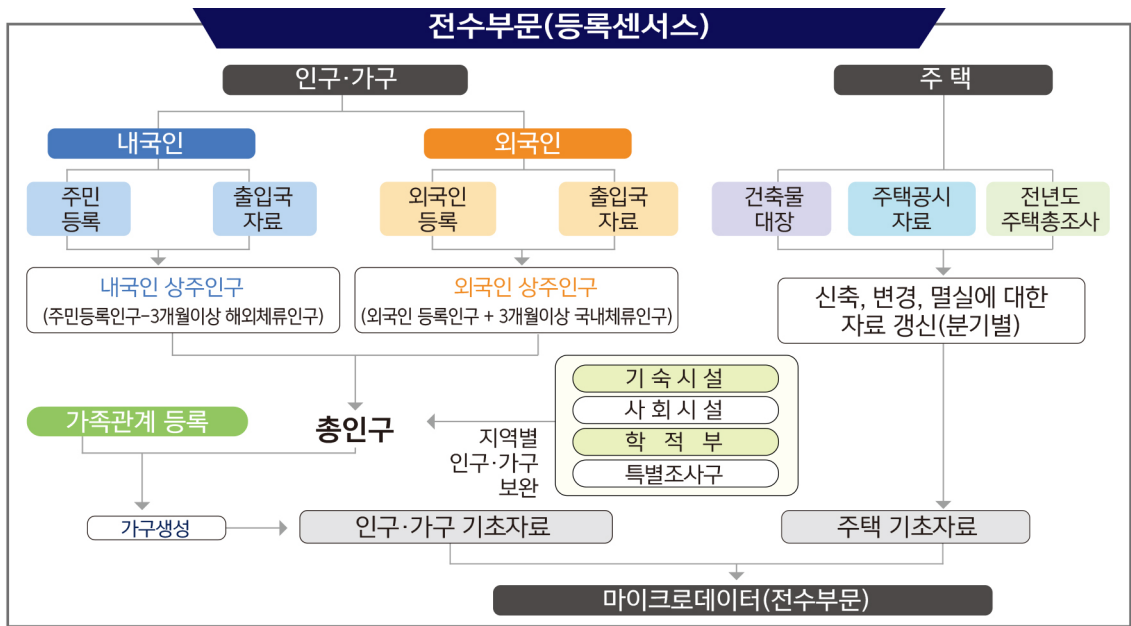 전수부문(등록센서스)
인구·가구
주 택
내국인
외국인
주민
등록
출입국
자료
외국인
등록
출입국
자료
건축물
대장
주택공시
자료
전년도
주택총조사
내국인 상주인구
(주민등록인구–3개월이상 해외체류인구)
외국인 상주인구
(외국인 등록인구 + 3개월이상 국내체류인구)
신축, 변경, 멸실에 대한
자료 갱신(분기별)
기 숙 시 설
사 회 시 설
학 적 부
특별조사구
가족관계 등록
총인구
지역별
인구·가구
보완
가구생성
인구·가구 기초자료
주택 기초자료
마이크로데이터(전수부문)